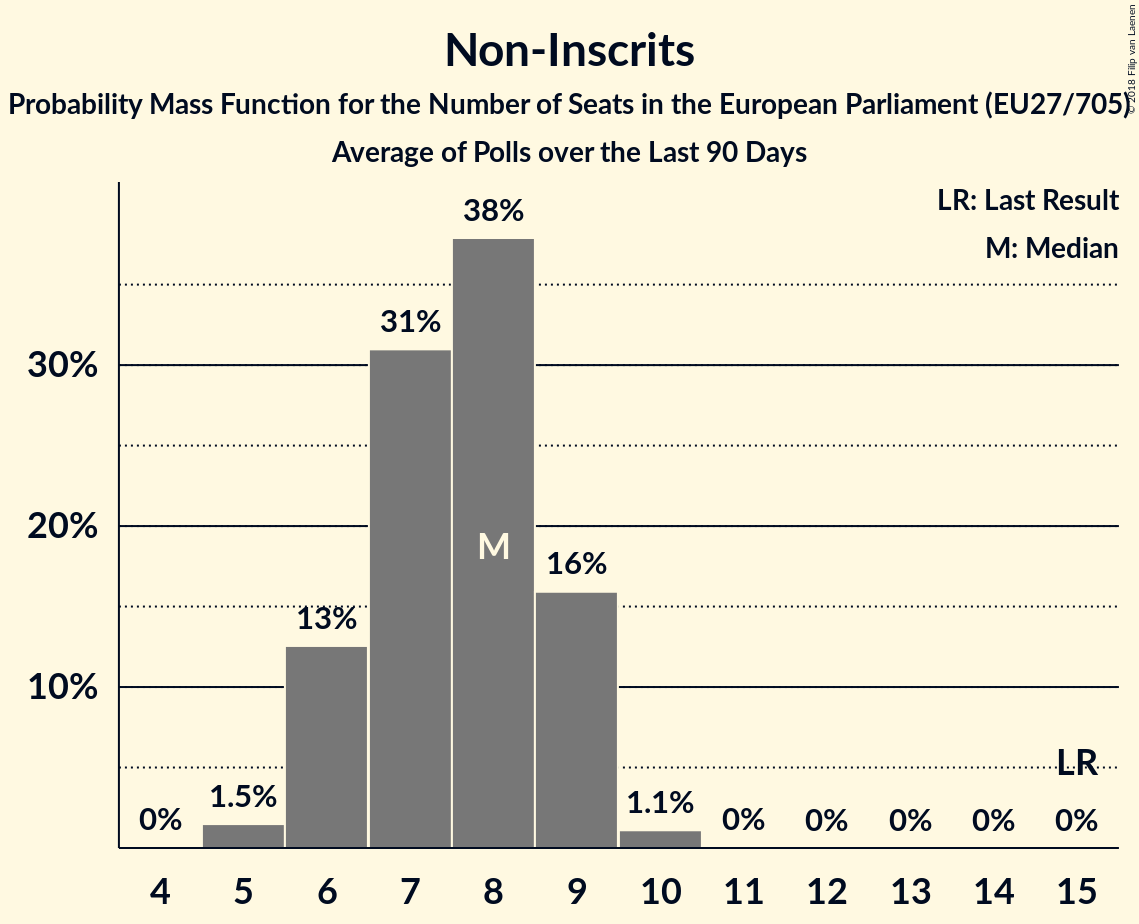 Non-Inscrits
Probability Mass Function for the Number of Seats in the European Parliament (EU27/705)
Average of Polls over the Last 90 Days
© 2018 Filip van Laenen
LR: Last Result
M: Median
38%
31%
30%
M
20%
16%
13%
10%
LR
1.5%
1.1%
0%
0%
0%
0%
0%
0%
4 5 6 7 8 9 10 11 12 13 14 15